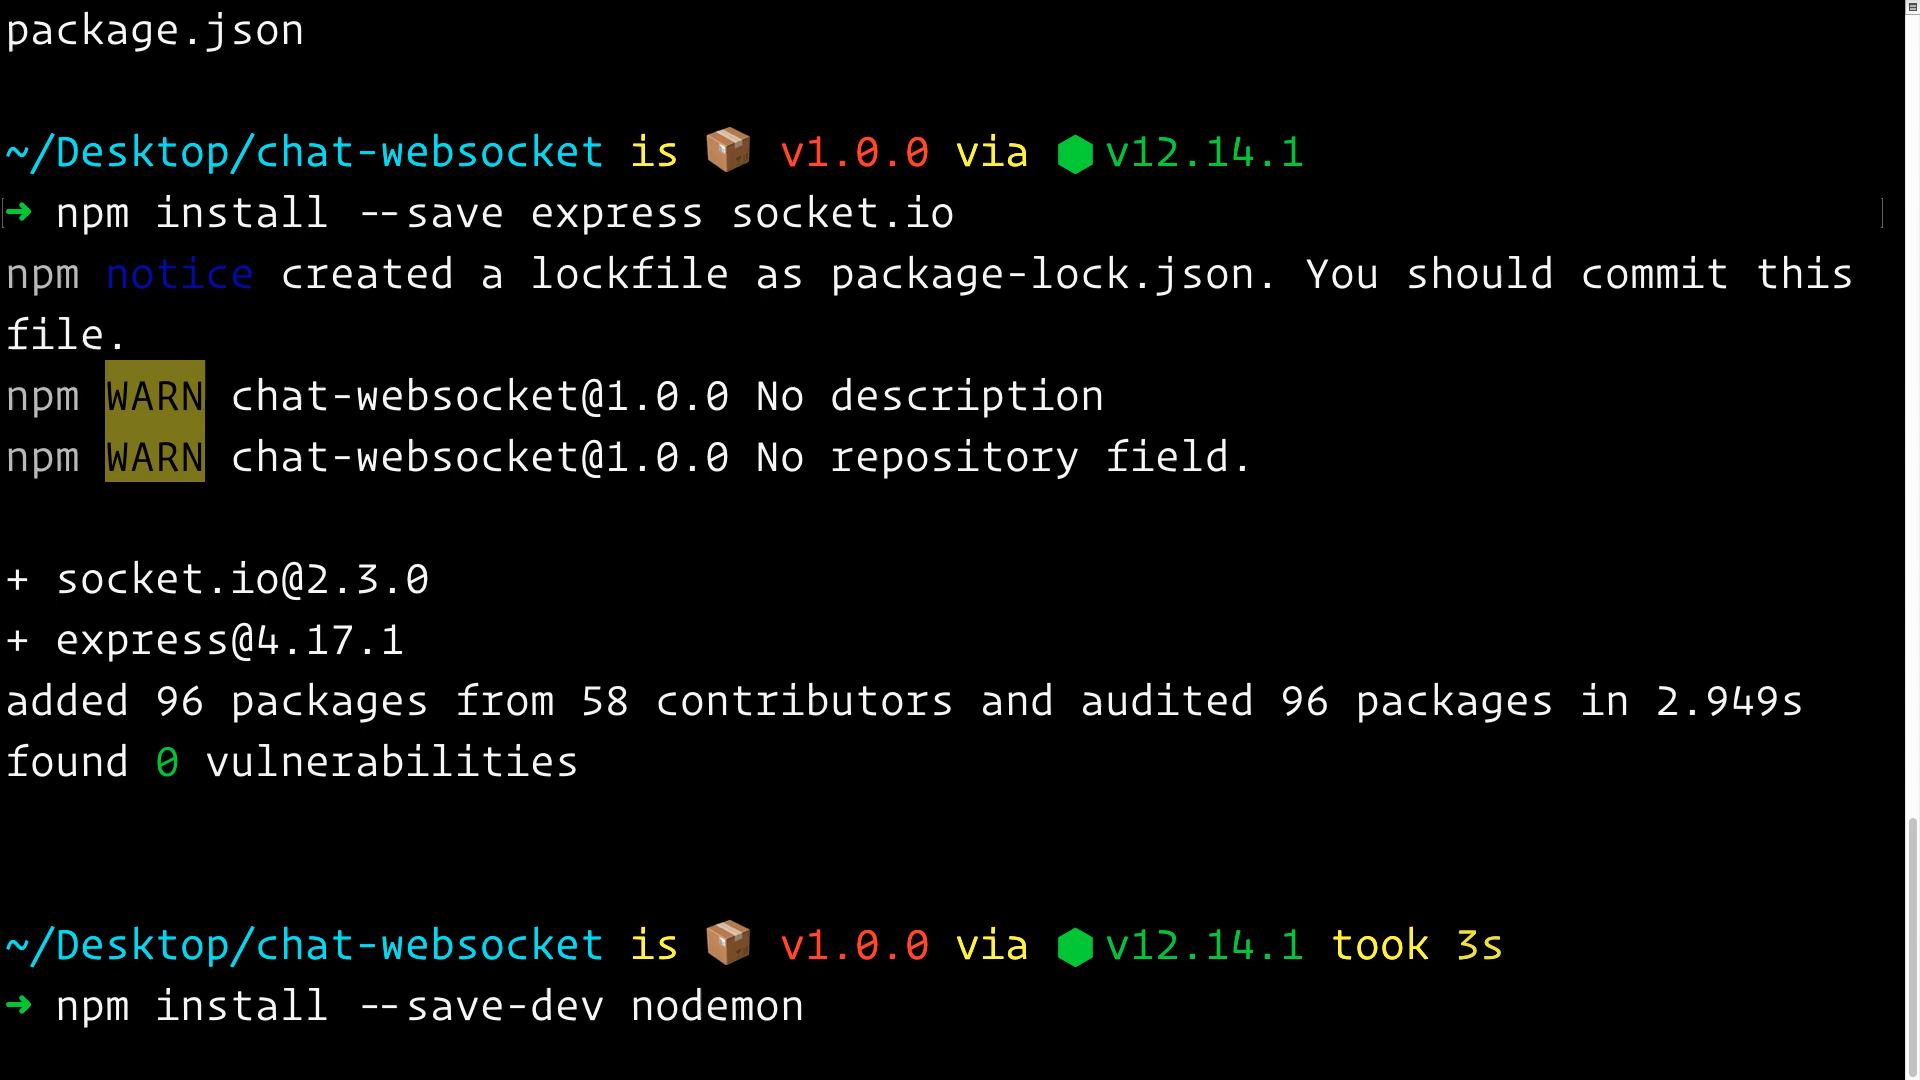 package.json
~/Desktop/chat-websocket is 📦 v1.0.0 via ⬢ v12.14.1
➜ npm install --save express socket.io
npm notice created a lockfile as package-lock.json. You should commit this
file.
npm WARN chat-websocket@1.0.0 No description
npm WARN chat-websocket@1.0.0 No repository field.
+ socket.io@2.3.0
+ express@4.17.1
added 96 packages from 58 contributors and audited 96 packages in 2.949s
found 0 vulnerabilities
~/Desktop/chat-websocket is 📦 v1.0.0 via ⬢ v12.14.1 took 3s
➜ npm install --save-dev nodemon